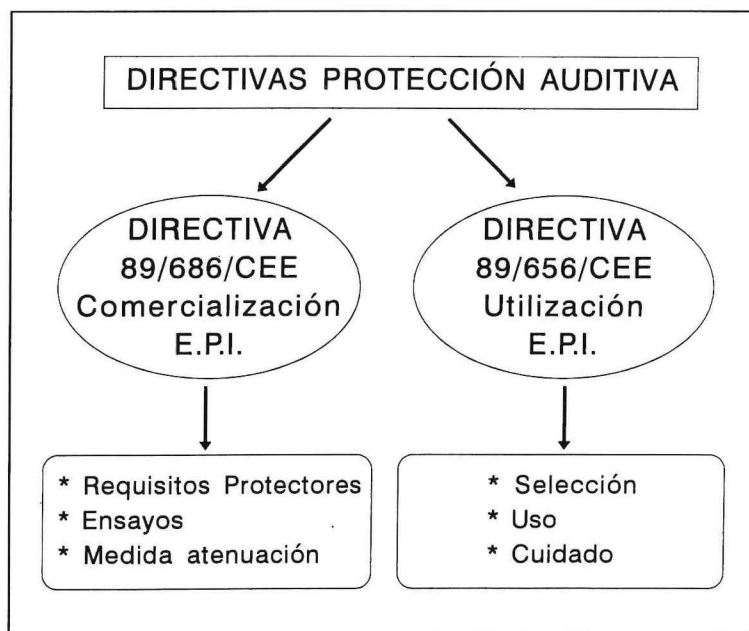 DIRECTIVAS PROTECCIÓN AUDITIVA
DIRECTIVA
89/686/CEE
Comercialización
E.P.I.
DIRECTIVA
89/656/CEE
Utilización
E.P.I.
* Requisitos Protectores
* Ensayos
* Medida atenuación
* Selección
* Uso
* Cuidado